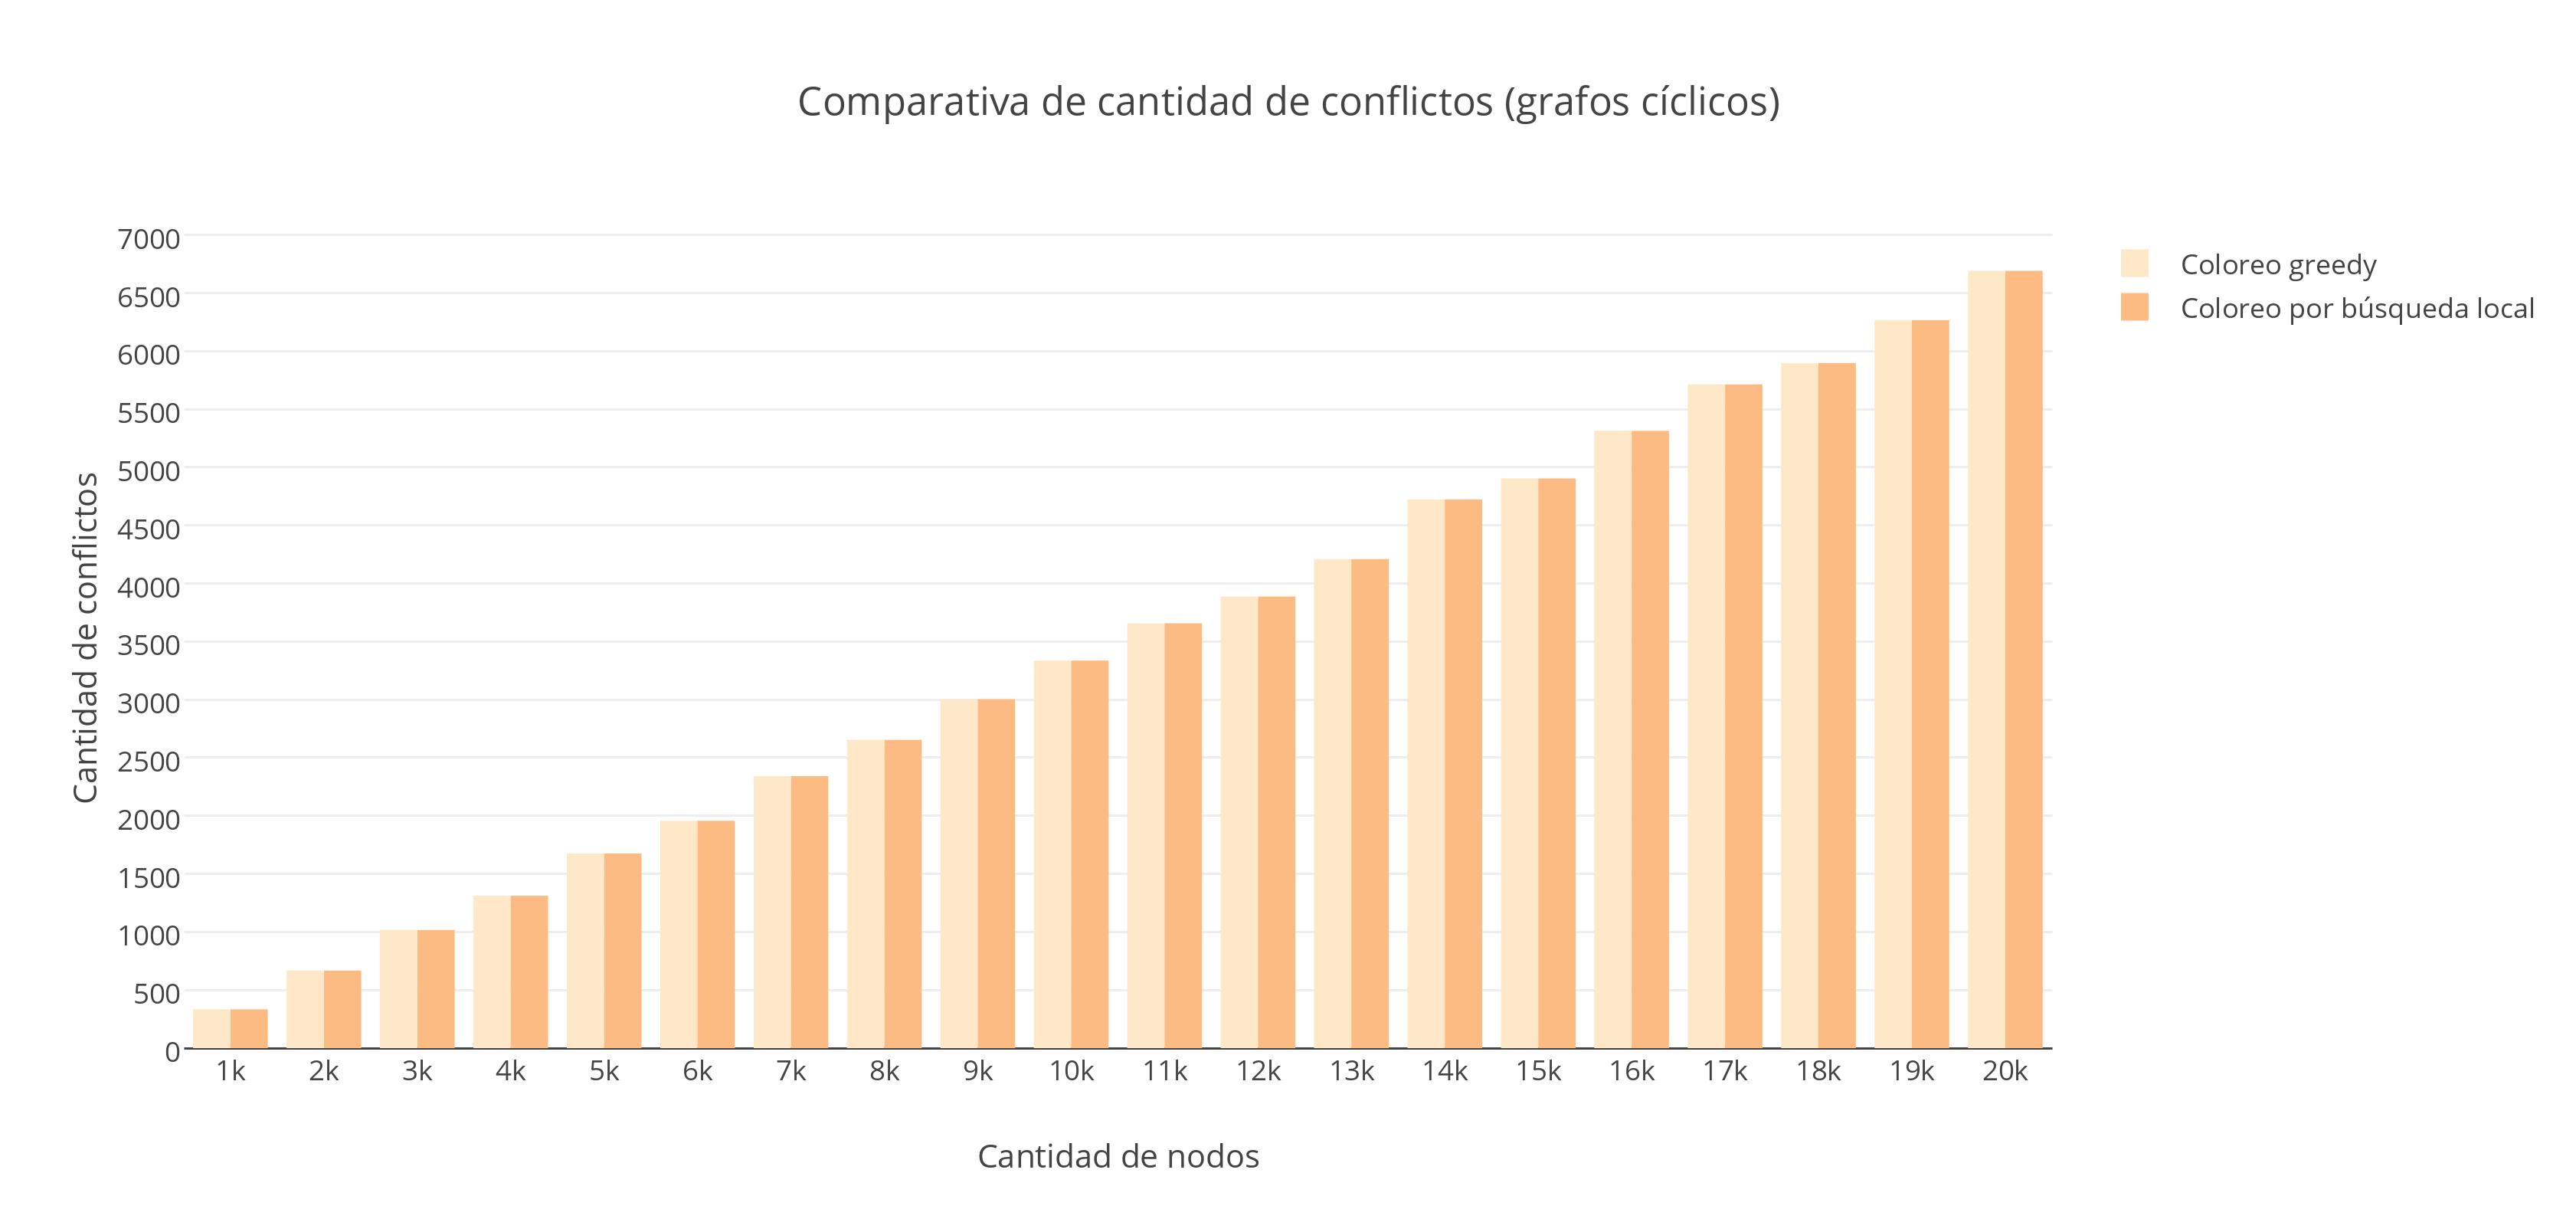 Comparativa de cantidad de conflictos (grafos cíclicos)
7000
6500
6000
5500
5000
4500
4000
3500
3000
2500
2000
1500
1000
500
0
Cantidad de conflictos
1k 2k 3k 4k 5k 6k 7k 8k 9k 10k 11k 12k 13k 14k 15k 16k 17k 18k 19k 20k
Cantidad de nodos
Coloreo greedy
Coloreo por búsqueda local